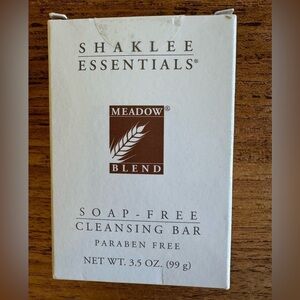 SHAKLEE
ESSENTIALS®
MEADOW®
BLEND
SOAP-FREE
CLEANSING BAR
PARABEN FREE
NET WT. 3.5 OZ. (99 g)